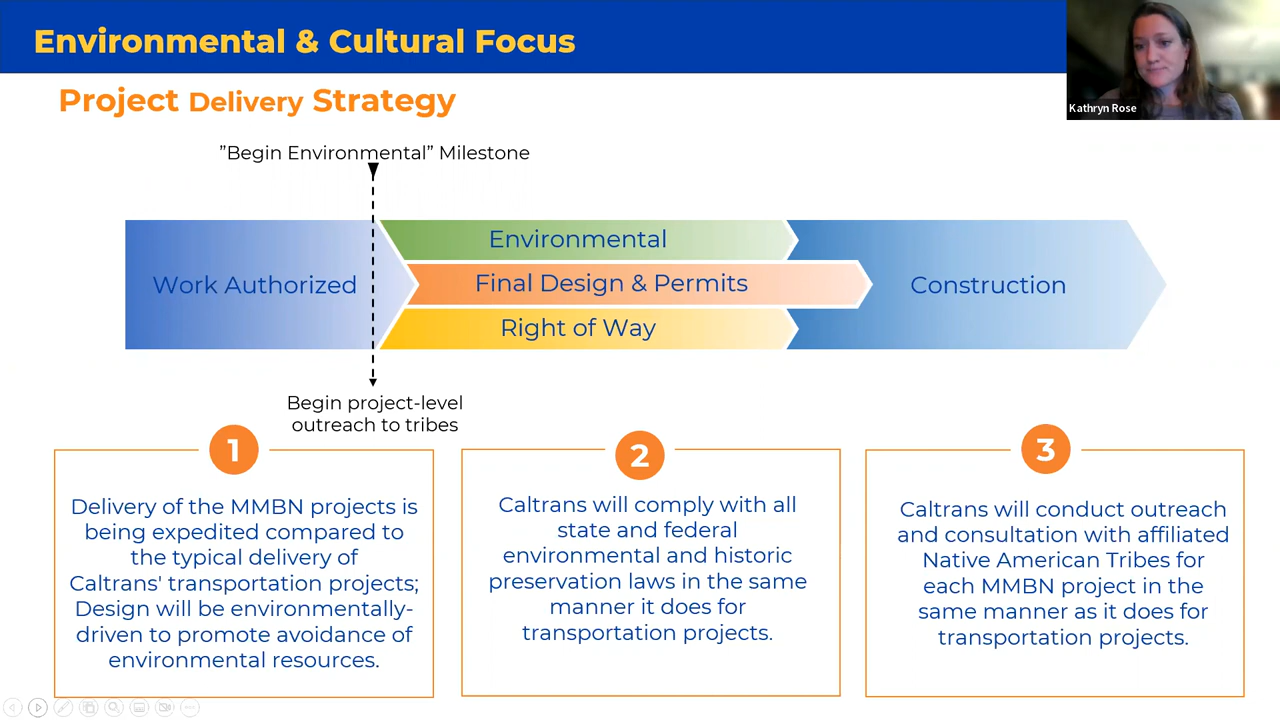 Environmental & Cultural Focus
Kathryn Rose
Project Delivery Strategy
”Begin Environmental” Milestone
Work Authorized
Environmental
Final Design & Permits
Right of Way
Construction
Begin project-level
outreach to tribes
1
Delivery of the MMBN projects is
being expedited compared to
the typical delivery of
Caltrans' transportation projects;
Design will be environmentally-
driven to promote avoidance of
environmental resources.
2
Caltrans will comply with all
state and federal
environmental and historic
preservation laws in the same
manner it does for
transportation projects.
3
Caltrans will conduct outreach
and consultation with affiliated
Native American Tribes for
each MMBN project in the
same manner as it does for
transportation projects.